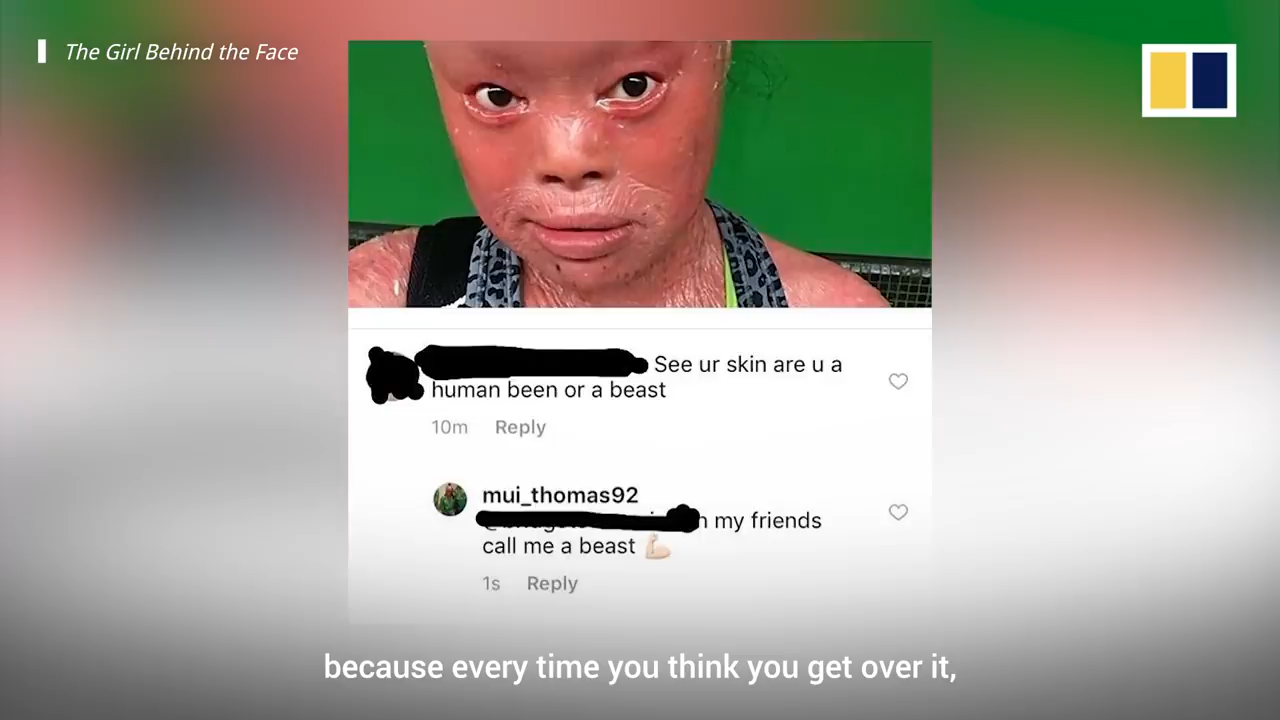 The Girl Behind the Face
See ur skin are u a
human been or a beast
10m Reply
mui_thomas92
my friends
call me a beast 💪🏻
1s Reply
because every time you think you get over it,